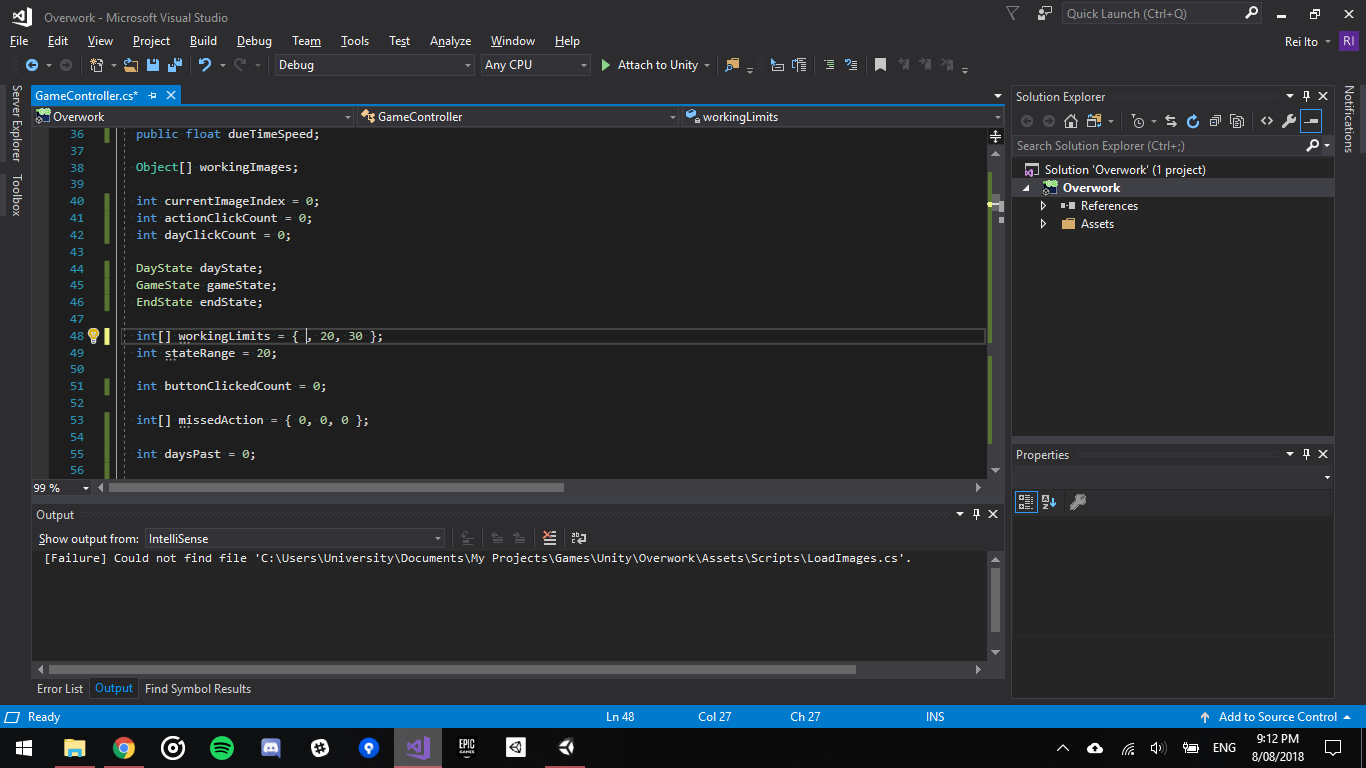 Overwork - Microsoft Visual Studio
Quick Launch (Ctrl+Q)
File Edit View Project Build Debug Team Tools Test Analyze Window Help
Rei Ito RI
Debug Any CPU Attach to Unity
Server Explorer
Toolbox
GameController.cs*
Overwork GameController workingLimits
36 public float dueTimeSpeed;
37
38 Object[] workingImages;
39
40 int currentImageIndex = 0;
41 int actionClickCount = 0;
42 int dayClickCount = 0;
43
44 DayState dayState;
45 GameState gameState;
46 EndState endState;
47
48 int[] workingLimits = { , 20, 30 };
49 int stateRange = 20;
50
51 int buttonClickedCount = 0;
52
53 int[] missedAction = { 0, 0, 0 };
54
55 int daysPast = 0;
56
99 %
Output
Show output from: IntelliSense
[Failure] Could not find file 'C:\Users\University\Documents\My Projects\Games\Unity\Overwork\Assets\Scripts\LoadImages.cs'.
Error List Output Find Symbol Results
Solution Explorer
Search Solution Explorer (Ctrl+;)
Solution 'Overwork' (1 project)
Overwork
References
Assets
Properties
Notifications
Ready Ln 48 Col 27 Ch 27 INS Add to Source Control
EPIC GAMES
ENG
9:12 PM
8/08/2018